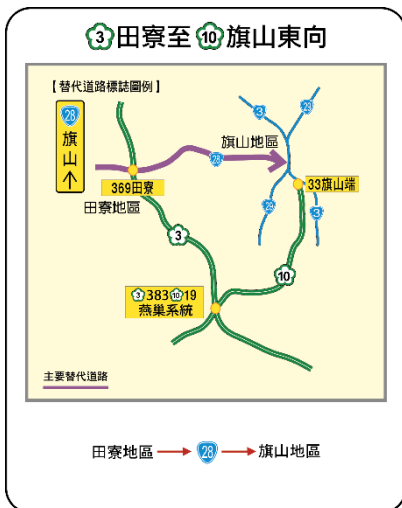 3 田寮至 10 旗山東向
【替代道路標誌圖例】
28
旗
山
↑
3
29
28
旗山地區
369田寮
33旗山端
田寮地區
29
3
3
10
3 383 10 19
燕巢系統
主要替代道路
田寮地區 → 28 → 旗山地區